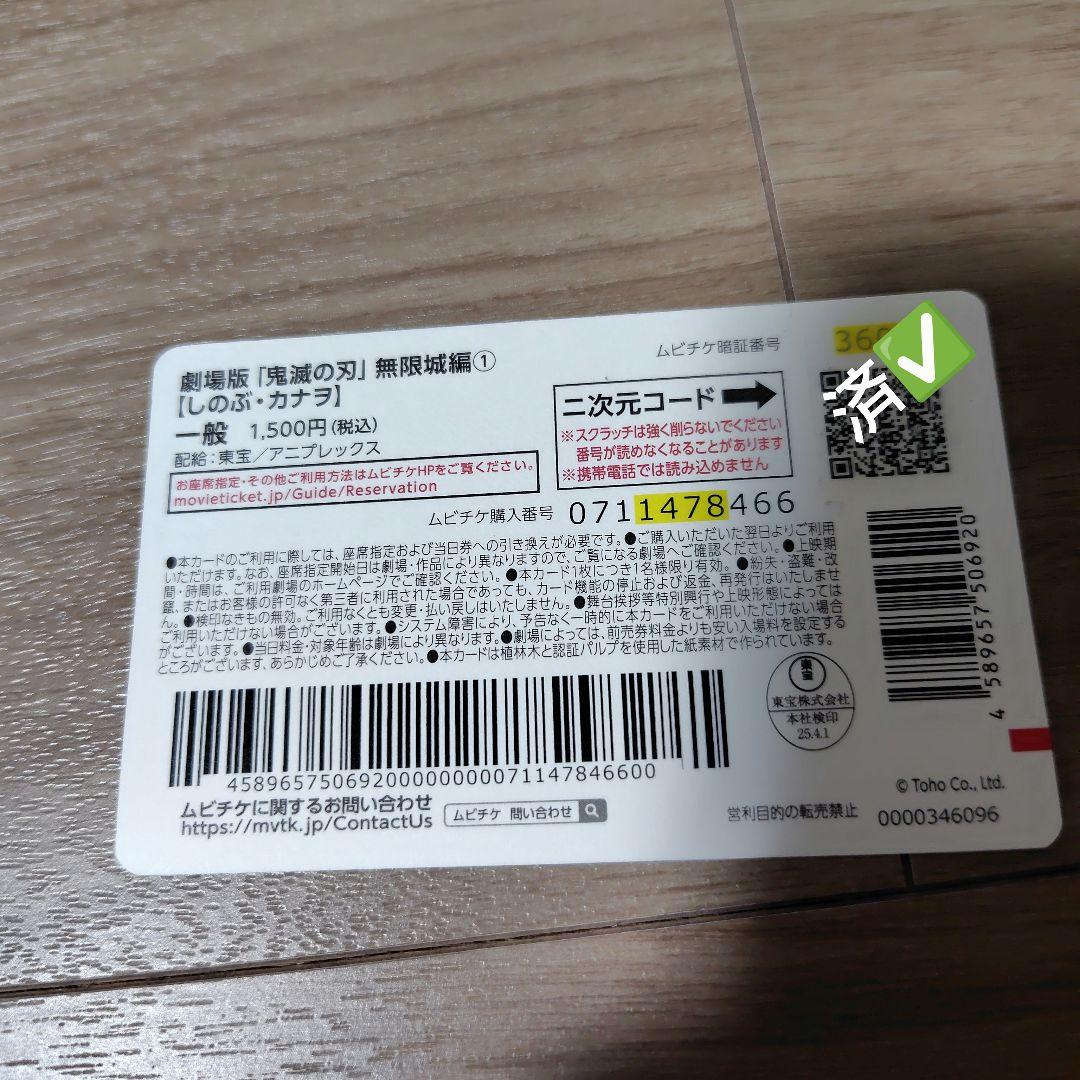 劇場版「鬼滅の刃」無限城編①
【しのぶ・カナヲ】
一般 1,500円(税込)
配給:東宝/アニプレックス
お座席指定・その他ご利用方法はムビチケHPをご覧ください。
movieticket.jp/Guide/Reservation
ムビチケ暗証番号
36
済✓
二次元コード➡
※スクラッチは強く削らないでください
番号が読めなくなることがあります
※携帯電話では読み込めません
ムビチケ購入番号 0711478466
●本カードのご利用に際しては、座席指定および当日券への引き換えが必要です。●ご購入いただいた翌日よりご利用
いただけます。なお、座席指定開始日は劇場・作品により異なりますので、ご覧になる劇場へご確認ください。●上映期
間・時間は、ご利用劇場のホームページでご確認ください。●本カード1枚につき1名様限り有効。●紛失・盗難・改
竄、またはお客様の許可なく第三者に利用された場合であっても、カード機能の停止および返金、再発行はいたしませ
ん。●検印なきもの無効。ご利用なくとも変更・払い戻しはいたしません。●舞台挨拶等特別興行や上映形態によっては
ご利用いただけない場合がございます。●システム障害により、予告なく一時的に本カードをご利用いただけない場合
がございます。●当日料金・対象年齢は劇場により異なります。●劇場によっては、前売券料金よりも安い入場料を設定する
ところがございます、あらかじめご了承ください。●本カードは植林木と認証パルプを使用した紙素材で作られています。
4589657506920000000007114784660​0
4 589657 506920
東宝
東宝株式会社
本社検印
25.4.1
ムビチケに関するお問い合わせ
https://mvtk.jp/ContactUs
ムビチケ 問い合わせ
© Toho Co., Ltd.
営利目的の転売禁止 0000346096